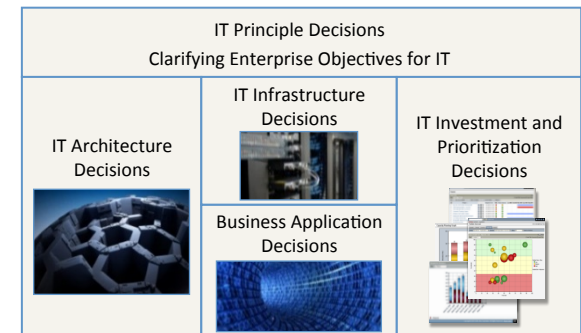 IT Principle Decisions
Clarifying Enterprise Objectives for IT
IT Architecture
Decisions
IT Infrastructure
Decisions
Business Application
Decisions
IT Investment and
Prioritization
Decisions